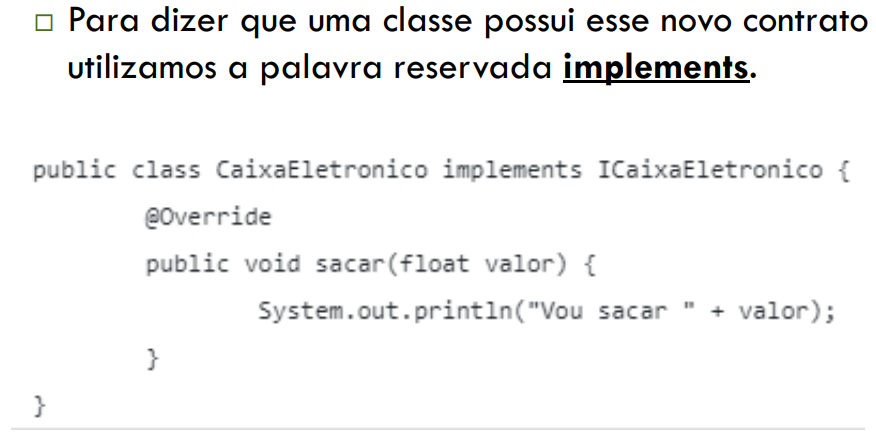 Para dizer que uma classe possui esse novo contrato
utilizamos a palavra reservada implements.
public class CaixaEletronico implements ICaixaEletronico {
@Override
public void sacar(float valor) {
System.out.println("Vou sacar " + valor);
}
}